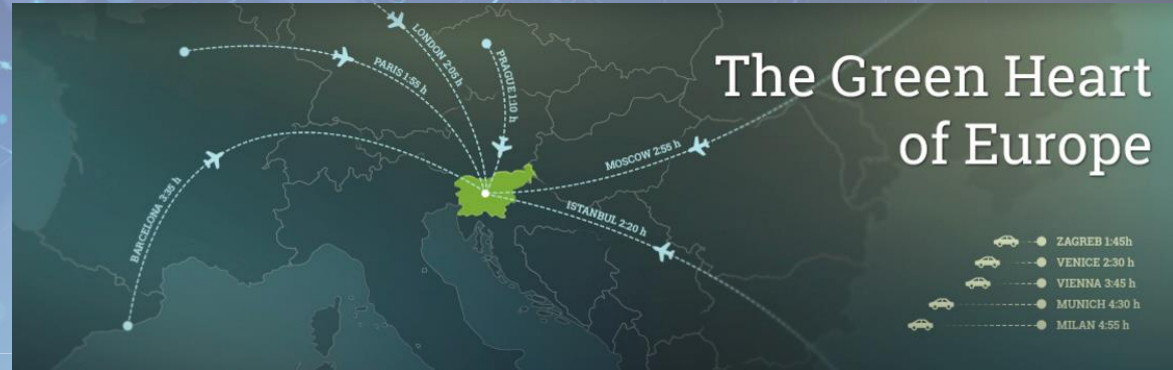 The Green Heart
of Europe
LONDON 2:05 h
PARIS 1:55 h
PRAGUE 1:10 h
MOSCOW 2:55 h
BARCELONA 3:35 h
ISTANBUL 2:20 h
ZAGREB 1:45h
VENICE 2:30 h
VIENNA 3:45 h
MUNICH 4:30 h
MILAN 4:55 h